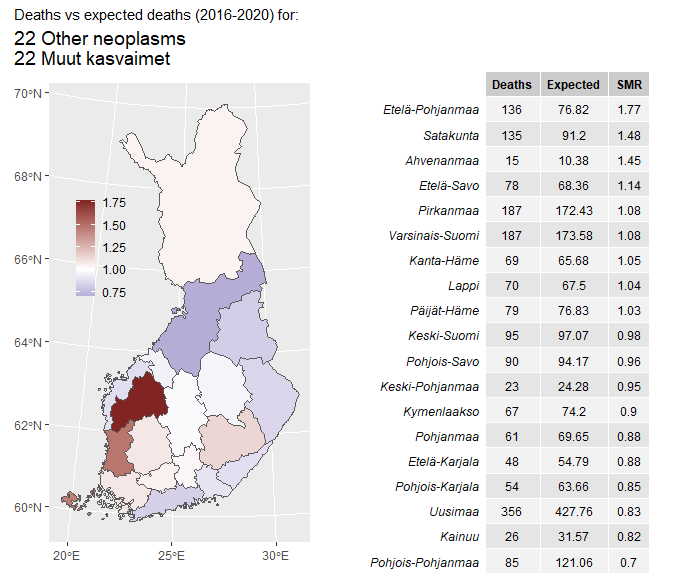 Deaths vs expected deaths (2016-2020) for:
22 Other neoplasms
22 Muut kasvaimet
70°N
68°N
66°N
64°N
62°N
60°N
20°E 25°E 30°E
1.75
1.50
1.25
1.00
0.75
Deaths Expected SMR
Etelä-Pohjanmaa 136 76.82 1.77
Satakunta 135 91.2 1.48
Ahvenanmaa 15 10.38 1.45
Etelä-Savo 78 68.36 1.14
Pirkanmaa 187 172.43 1.08
Varsinais-Suomi 187 173.58 1.08
Kanta-Häme 69 65.68 1.05
Lappi 70 67.5 1.04
Päijät-Häme 79 76.83 1.03
Keski-Suomi 95 97.07 0.98
Pohjois-Savo 90 94.17 0.96
Keski-Pohjanmaa 23 24.28 0.95
Kymenlaakso 67 74.2 0.9
Pohjanmaa 61 69.65 0.88
Etelä-Karjala 48 54.79 0.88
Pohjois-Karjala 54 63.66 0.85
Uusimaa 356 427.76 0.83
Kainuu 26 31.57 0.82
Pohjois-Pohjanmaa 85 121.06 0.7